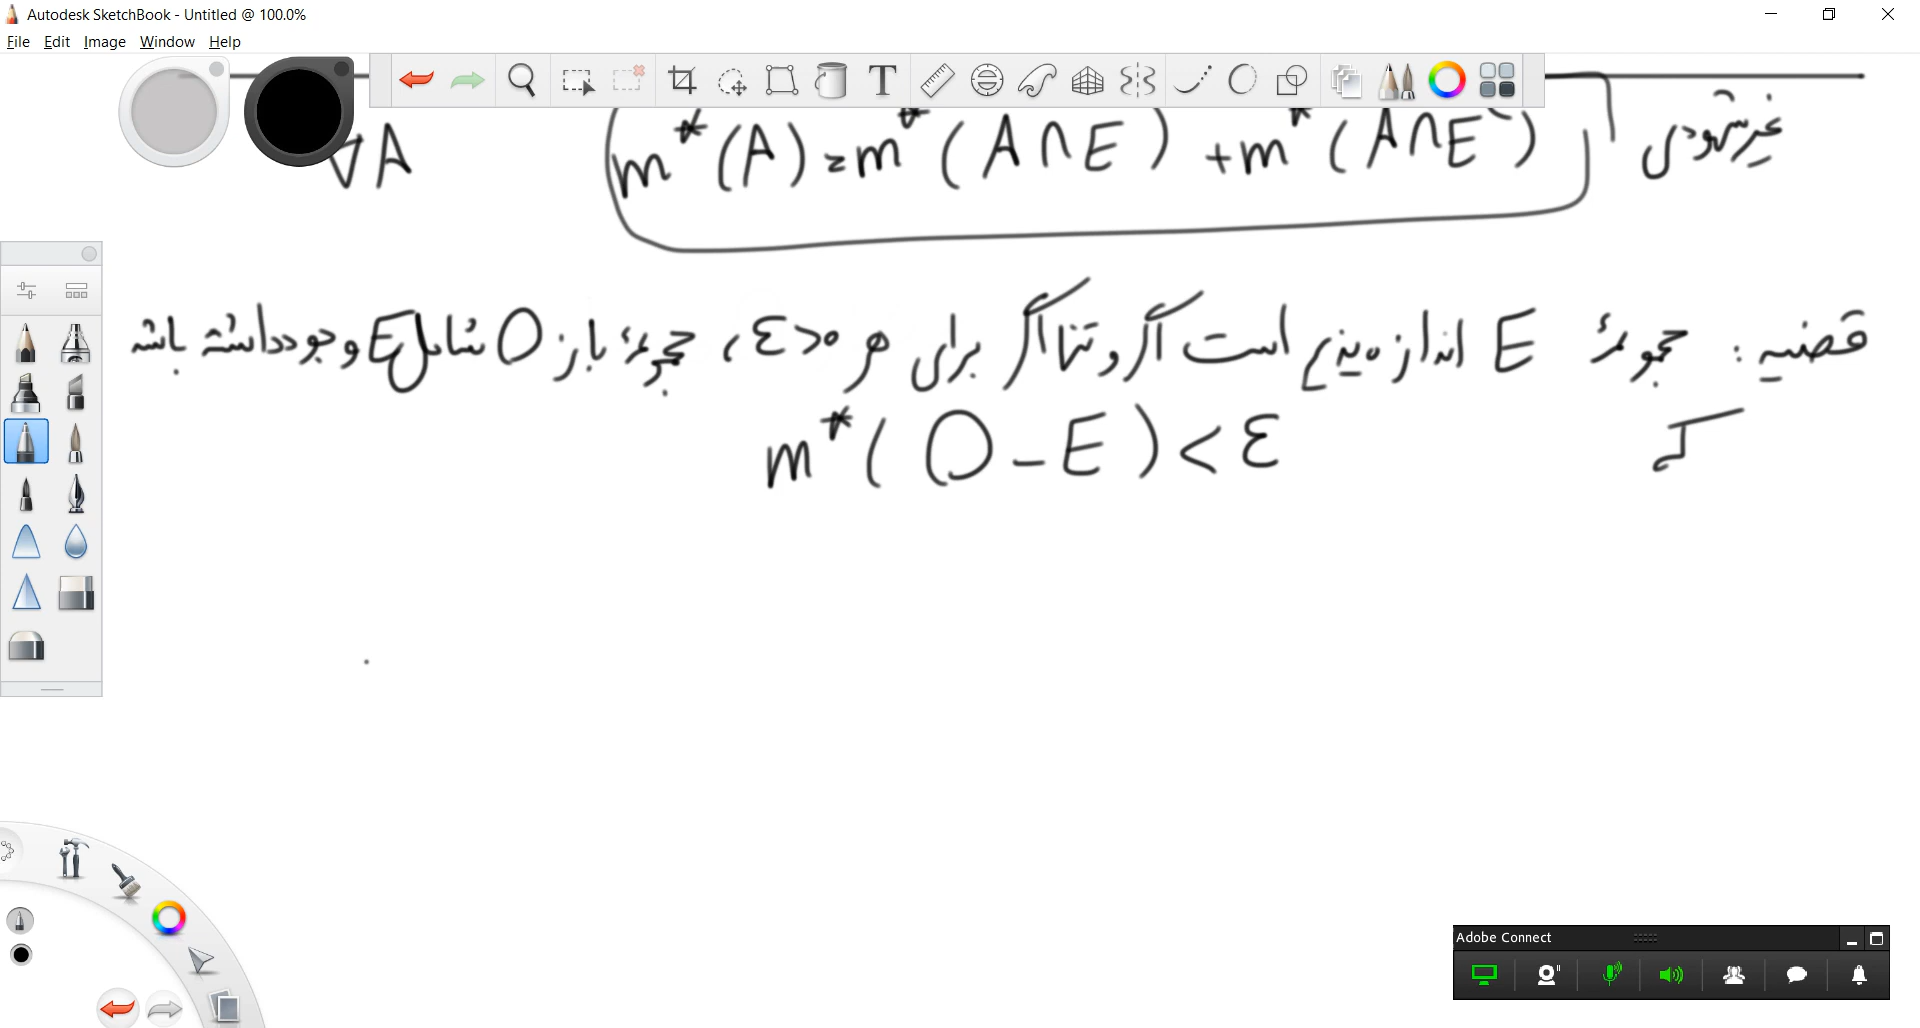 Autodesk SketchBook - Untitled @ 100.0%
File Edit Image Window Help
∀A m*(A)=m*(A∩E)+m*(A∩E
قضیه: مجموعهٔ E اندازه‌پذیر است اگر و تنها اگر برای هر ε>0، مجموعهٔ باز O شامل E وجود داشته باشد
که
m*(O-E)<ε
Adobe Connect